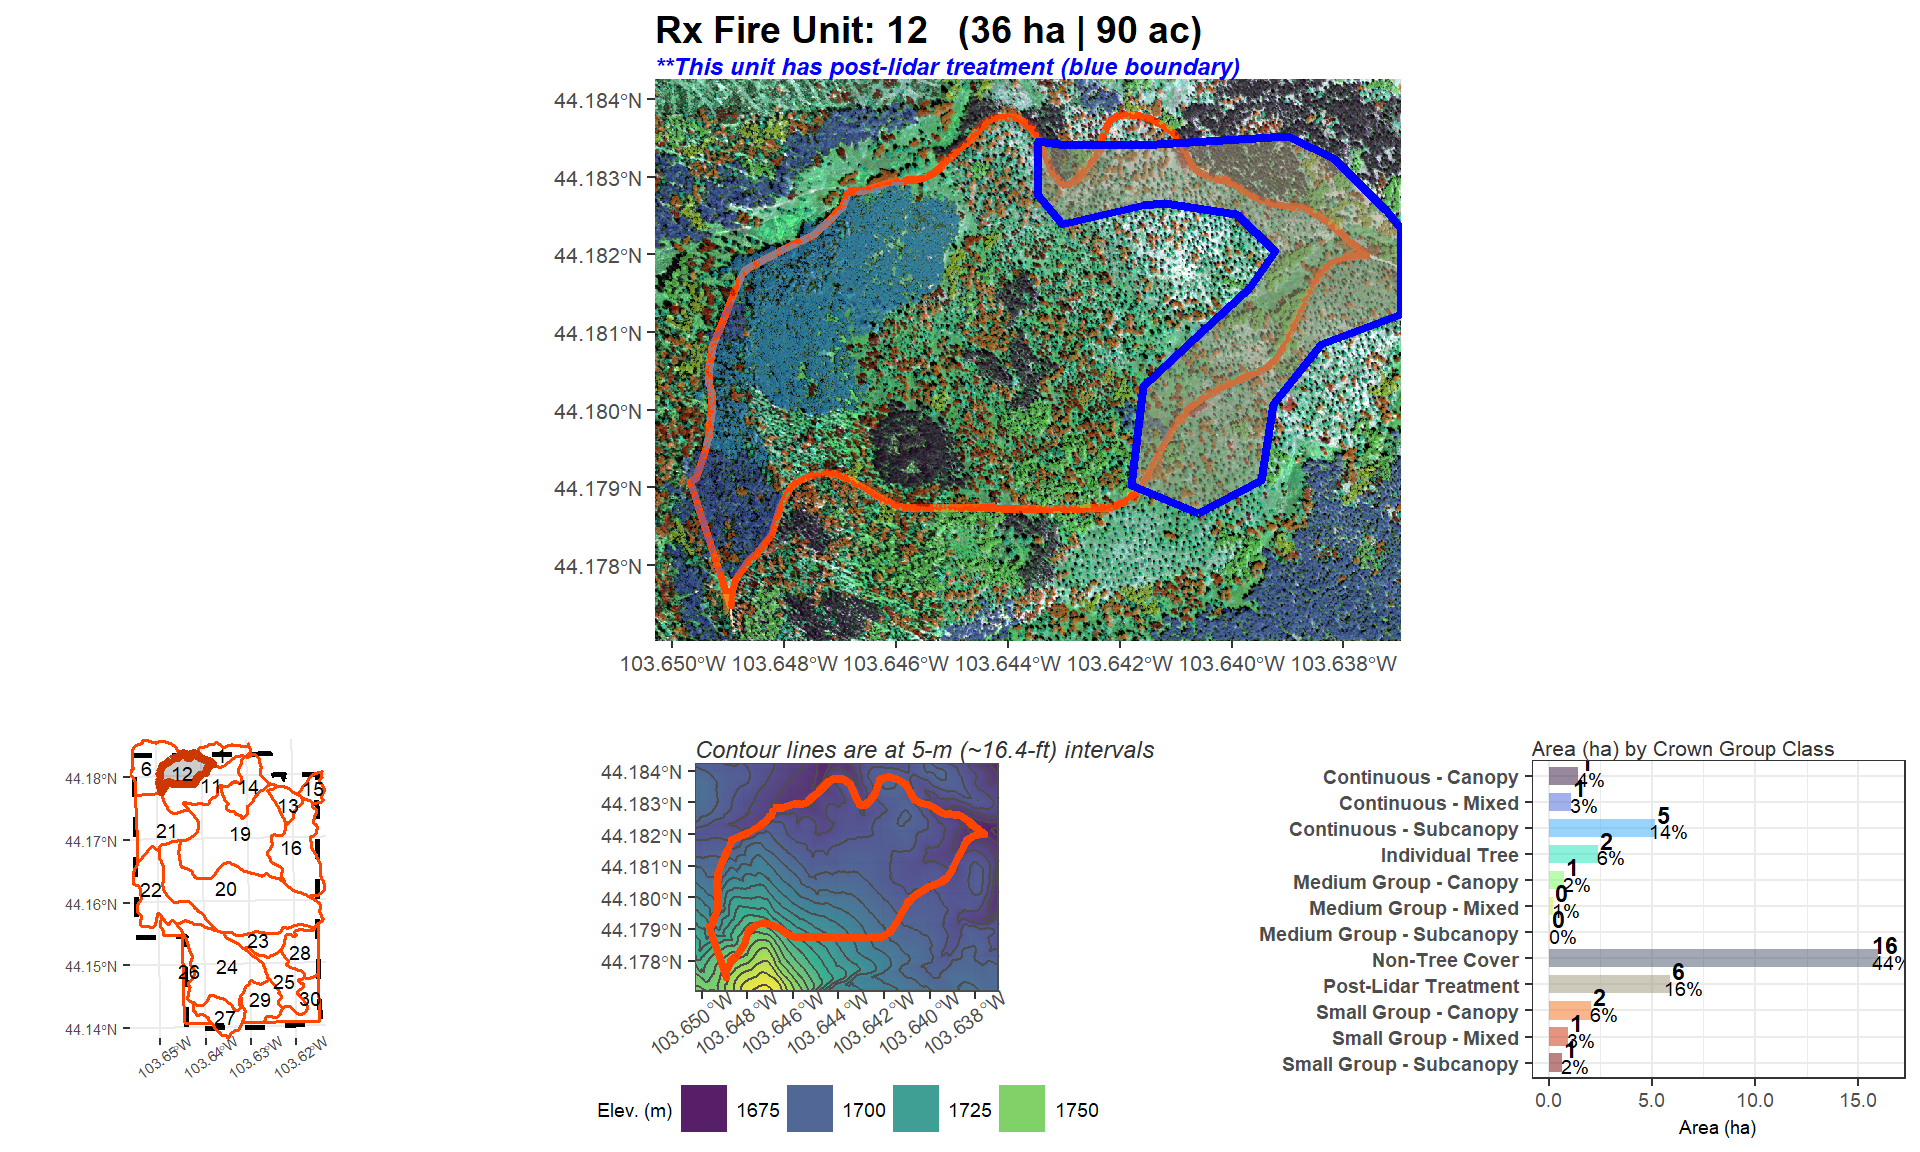 Rx Fire Unit: 12 (36 ha | 90 ac)
**This unit has post-lidar treatment (blue boundary)
44.184°N
44.183°N
44.182°N
44.181°N
44.180°N
44.179°N
44.178°N
103.650°W 103.648°W 103.646°W 103.644°W 103.642°W 103.640°W 103.638°W
44.18°N
44.17°N
44.16°N
44.15°N
44.14°N
6
12
11
14
15
13
21
19
16
22
20
23
28
26
24
25
29
30
27
103.65°W 103.64°W 103.63°W 103.62°W
Contour lines are at 5-m (~16.4-ft) intervals
44.184°N
44.183°N
44.182°N
44.181°N
44.180°N
44.179°N
44.178°N
103.650°W 103.648°W 103.646°W 103.644°W 103.642°W 103.640°W 103.638°W
Elev. (m) 1675 1700 1725 1750
Area (ha) by Crown Group Class
Continuous - Canopy 1 4%
Continuous - Mixed 1 3%
Continuous - Subcanopy 5 14%
Individual Tree 2 6%
Medium Group - Canopy 1 2%
Medium Group - Mixed 0 1%
Medium Group - Subcanopy 0 0%
Non-Tree Cover 16 44%
Post-Lidar Treatment 6 16%
Small Group - Canopy 2 6%
Small Group - Mixed 1 3%
Small Group - Subcanopy 1 2%
0.0 5.0 10.0 15.0
Area (ha)